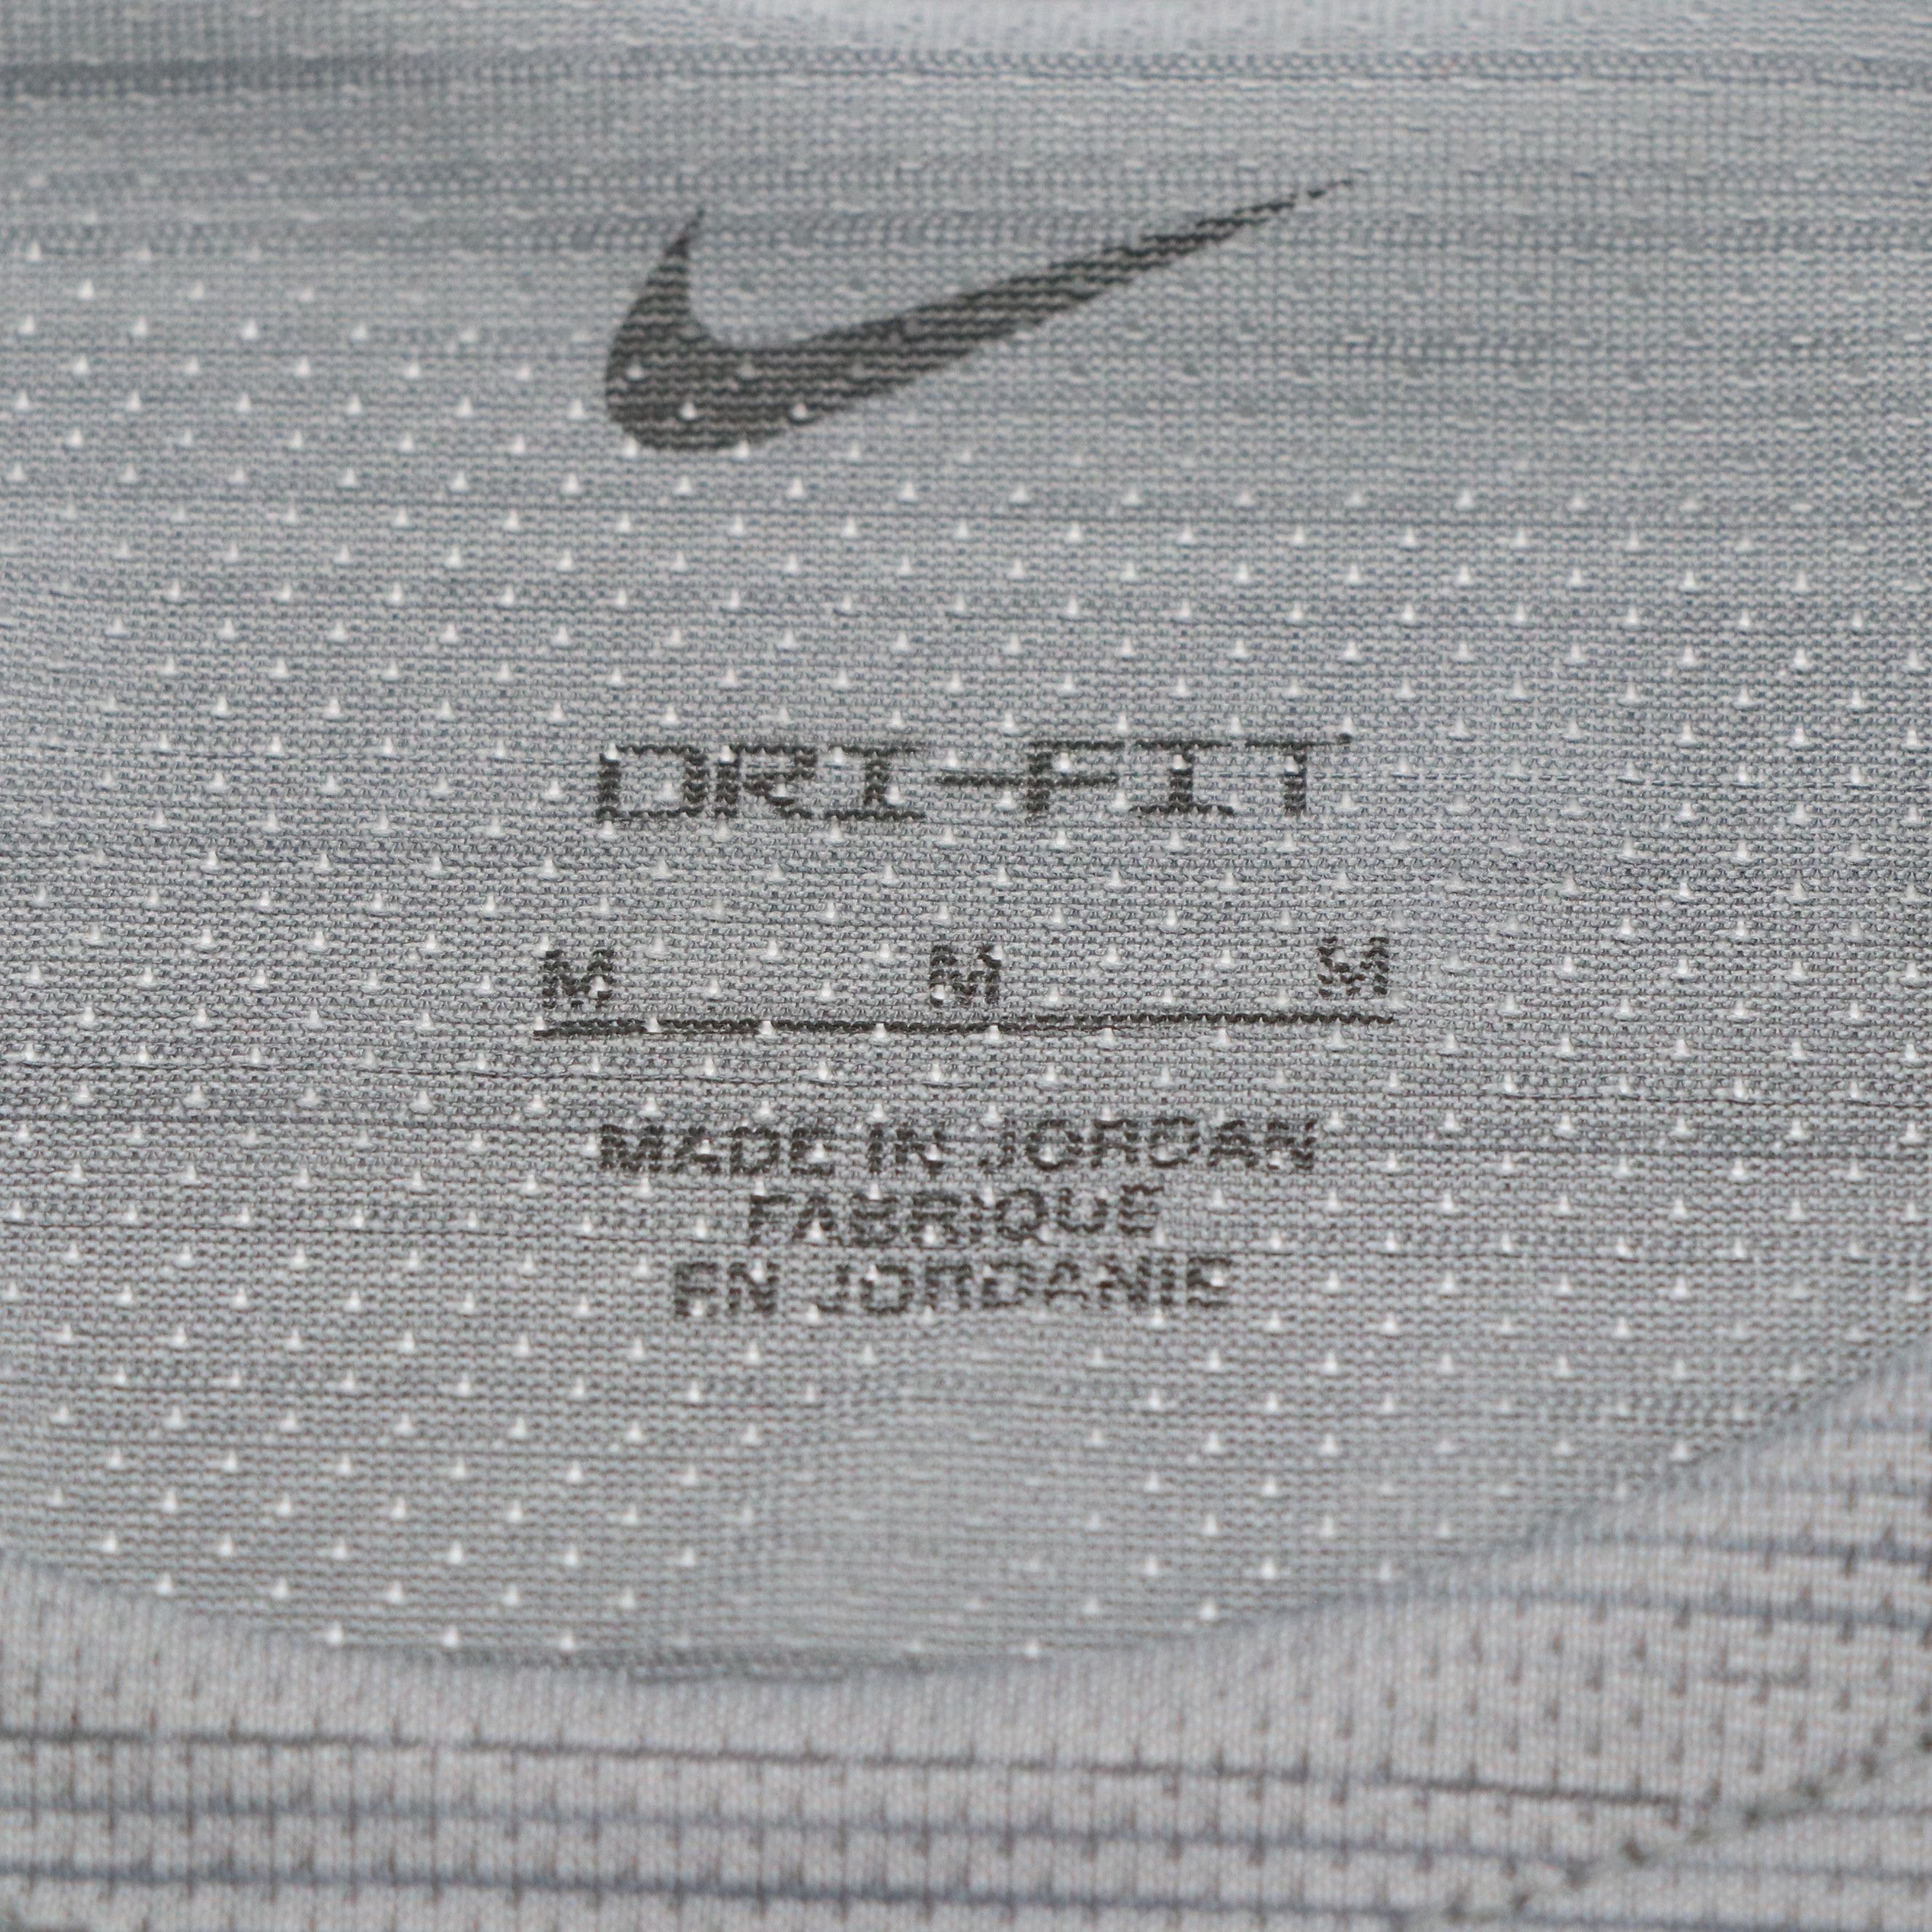 DRI-FIT
M M M
MADE IN JORDAN
FABRIQUE
EN JORDANIE